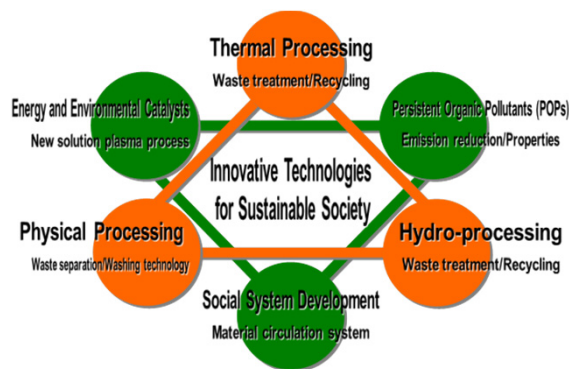 Thermal Processing
Waste treatment/Recycling
Energy and Environmental Catalysts
New solution plasma process
Persistent Organic Pollutants (POPs)
Emission reduction/Properties
Innovative Technologies
for Sustainable Society
Physical Processing
Waste separation/Washing technology
Hydro-processing
Waste treatment/Recycling
Social System Development
Material circulation system